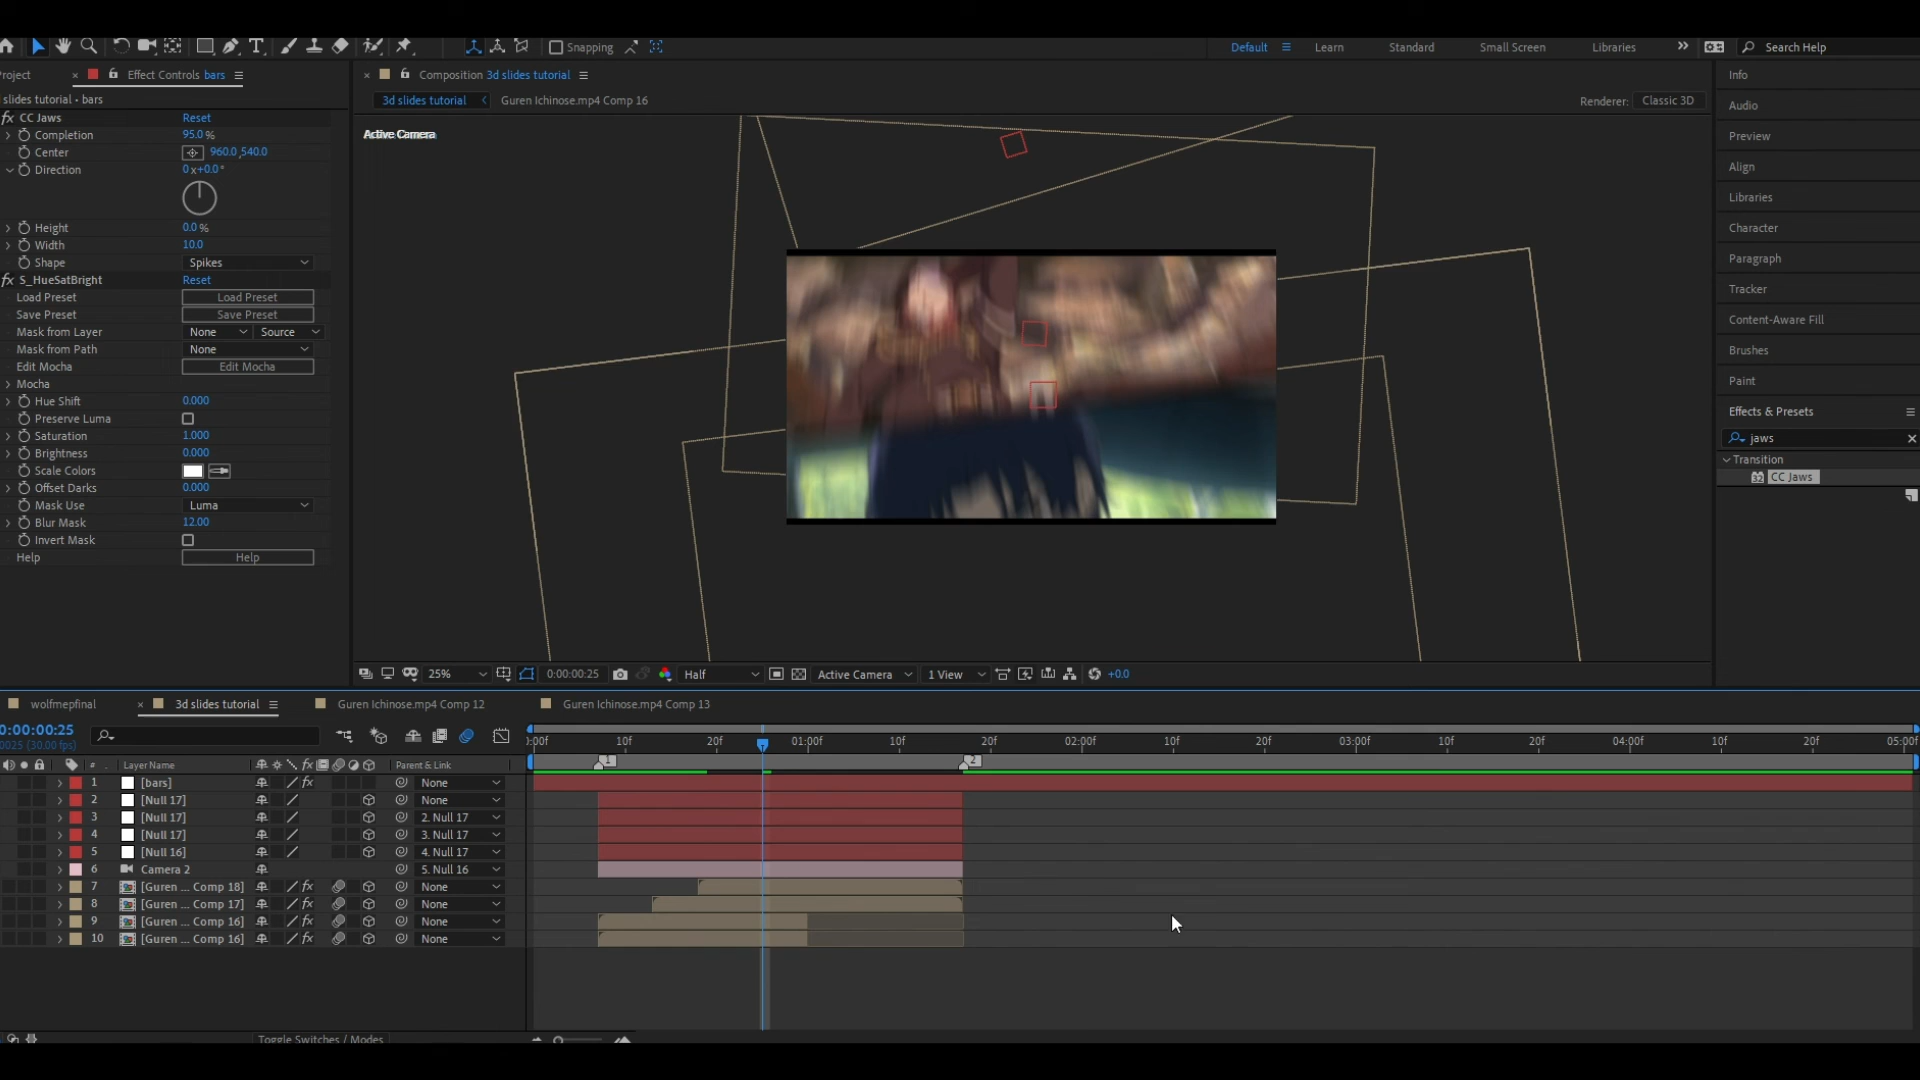 Snapping
Default
Learn
Standard
Small Screen
Libraries
Search Help
roject
Effect Controls bars
Composition 3d slides tutorial
Info
slides tutorial • bars
3d slides tutorial
Guren Ichinose.mp4 Comp 16
Renderer:
Classic 3D
Audio
fx CC Jaws
Reset
Completion
95.0 %
Active Camera
Preview
Center
960.0 ,540.0
Align
Direction
0 x+0.0 °
Libraries
Height
0.0 %
Character
Width
10.0
Paragraph
Shape
Spikes
fx S_HueSatBright
Reset
Tracker
Load Preset
Load Preset
Save Preset
Save Preset
Content-Aware Fill
Mask from Layer
None
Source
Mask from Path
None
Brushes
Edit Mocha
Edit Mocha
Mocha
Paint
Hue Shift
0.000
Effects & Presets
Preserve Luma
jaws
Saturation
1.000
Brightness
0.000
Transition
Scale Colors
CC Jaws
Offset Darks
0.000
Mask Use
Luma
Blur Mask
12.00
Invert Mask
Help
Help
25%
0:00:00:25
Half
Active Camera
1 View
+0.0
wolfmepfinal
3d slides tutorial
Guren Ichinose.mp4 Comp 12
Guren Ichinose.mp4 Comp 13
0:00:00:25
0025 (30.00 fps)
:00f
10f
20f
01:00f
10f
20f
02:00f
10f
20f
03:00f
10f
20f
04:00f
10f
20f
05:00f
# Layer Name
fx
Parent & Link
1
2
1 [bars] fx None
2 [Null 17] None
3 [Null 17] 2. Null 17
4 [Null 17] 3. Null 17
5 [Null 16] 4. Null 17
6 Camera 2 5. Null 16
7 [Guren ... Comp 18] fx None
8 [Guren ... Comp 17] fx None
9 [Guren ... Comp 16] fx None
10 [Guren ... Comp 16] fx None
Toggle Switches / Modes